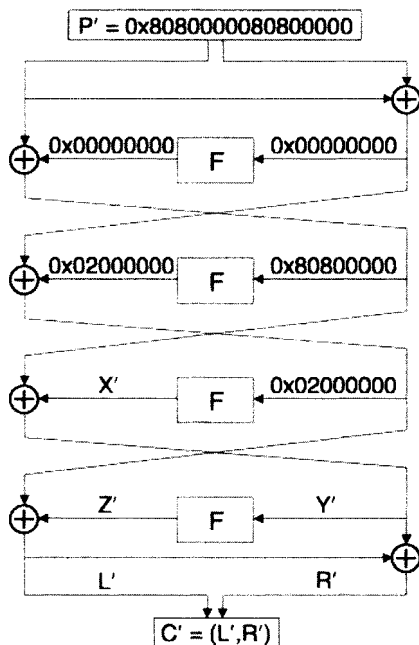 P' = 0x8080000080800000
0x00000000 F 0x00000000
0x02000000 F 0x80800000
X' F 0x02000000
Z' F Y'
L' R'
C' = (L',R')